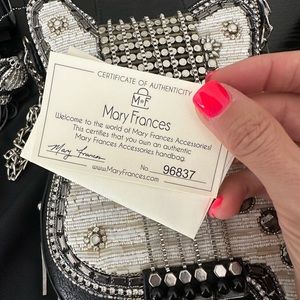 CERTIFICATE OF AUTHENTICITY
M F
Mary Frances
Welcome to the world of Mary Frances Accessories!
This certifies that you own an authentic
Mary Frances Accessories handbag.
Mary Frances
No. 96837
www.MaryFrances.com